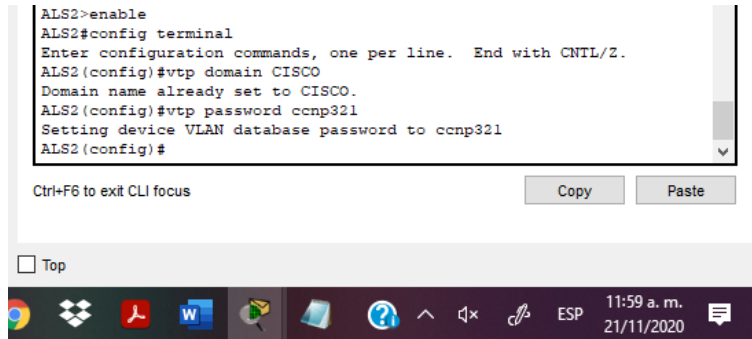 ALS2>enable
ALS2#config terminal
Enter configuration commands, one per line.  End with CNTL/Z.
ALS2(config)#vtp domain CISCO
Domain name already set to CISCO.
ALS2(config)#vtp password ccnp321
Setting device VLAN database password to ccnp321
ALS2(config)#
Ctrl+F6 to exit CLI focus
Copy
Paste
Top
W
ESP
11:59 a. m.
21/11/2020